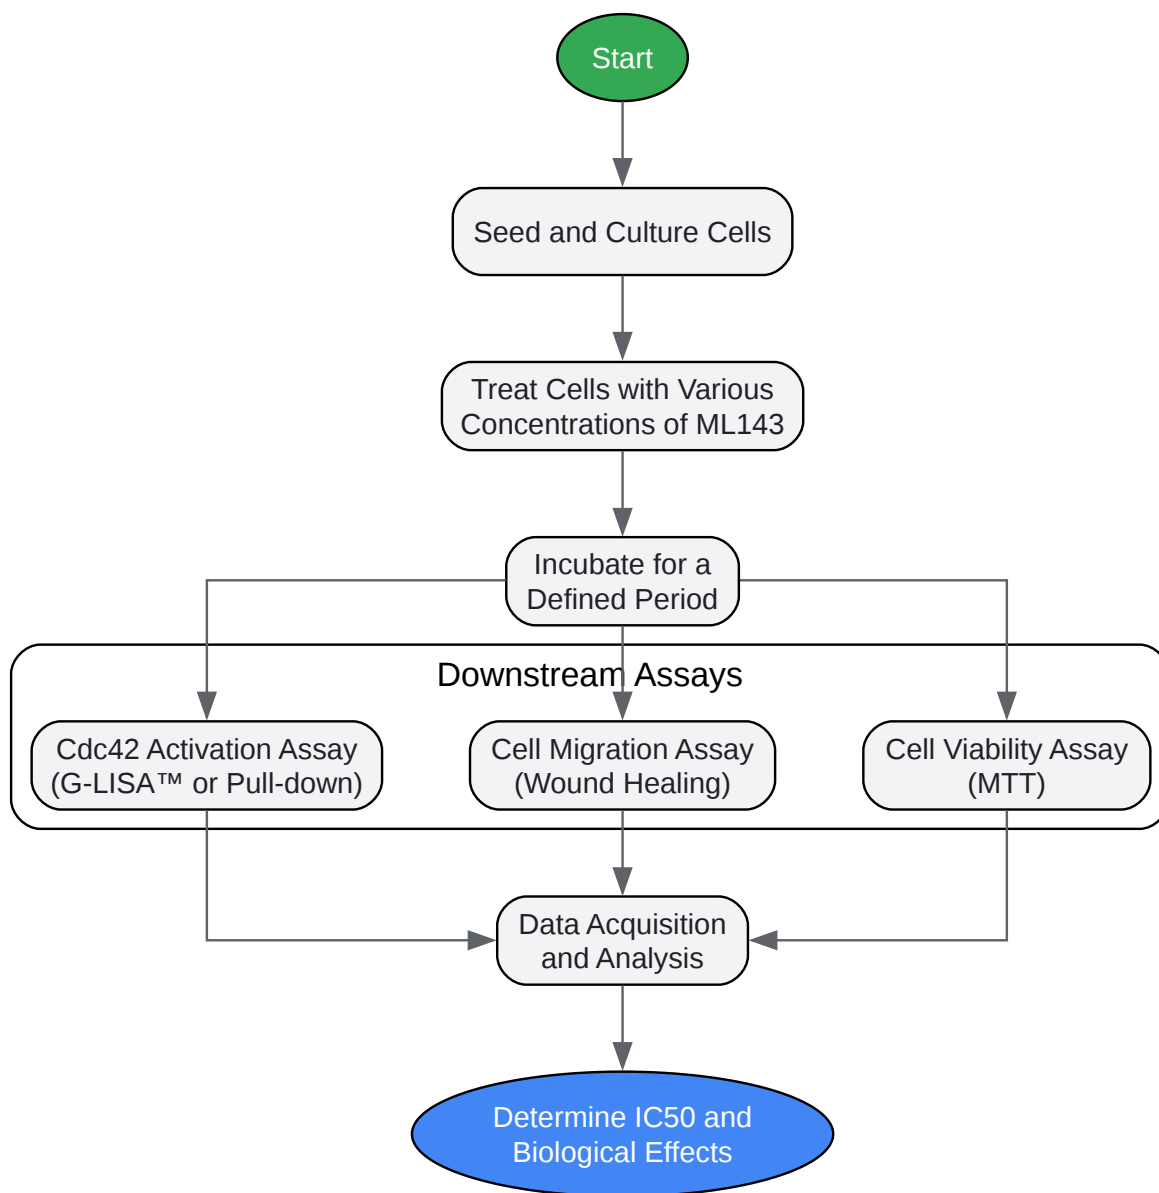 Start
Seed and Culture Cells
Treat Cells with Various
Concentrations of ML143
Incubate for a
Defined Period
Downstream Assays
Cdc42 Activation Assay
(G-LISA™ or Pull-down)
Cell Migration Assay
(Wound Healing)
Cell Viability Assay
(MTT)
Data Acquisition
and Analysis
Determine IC50 and
Biological Effects